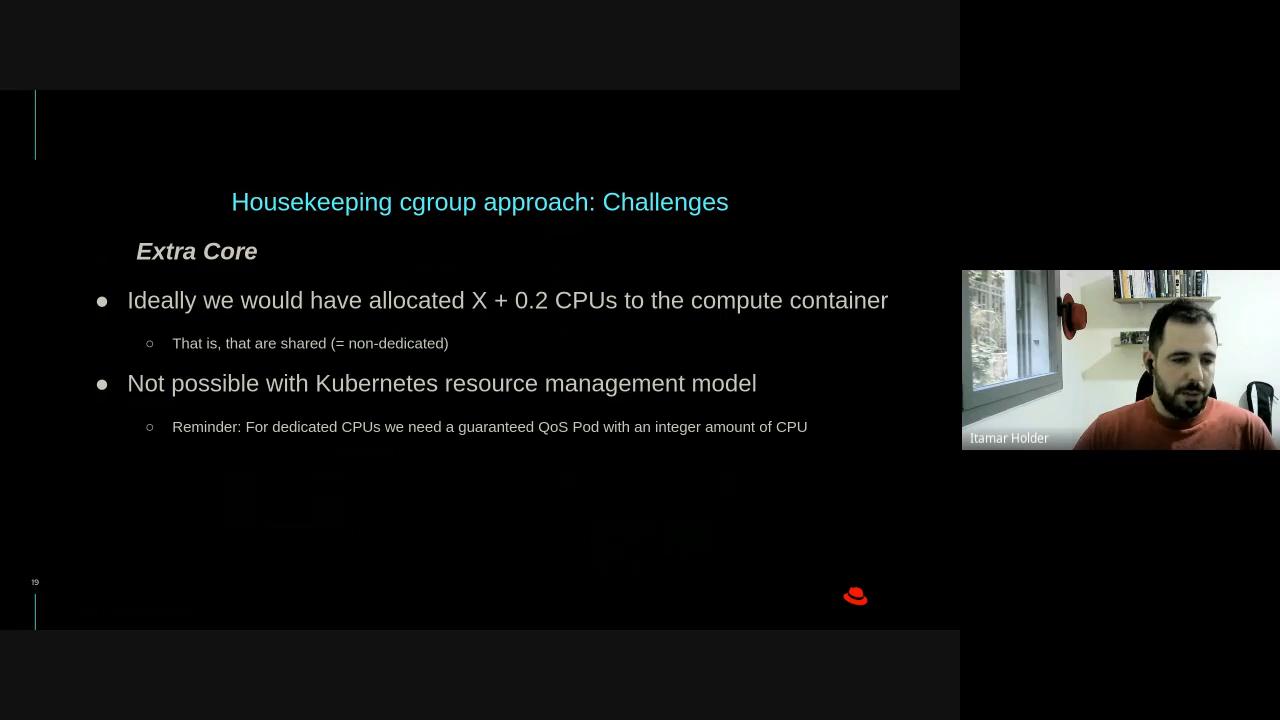 Housekeeping cgroup approach: Challenges
Extra Core
● Ideally we would have allocated X + 0.2 CPUs to the compute container
○ That is, that are shared (= non-dedicated)
● Not possible with Kubernetes resource management model
○ Reminder: For dedicated CPUs we need a guaranteed QoS Pod with an integer amount of CPU
Itamar Holder
19